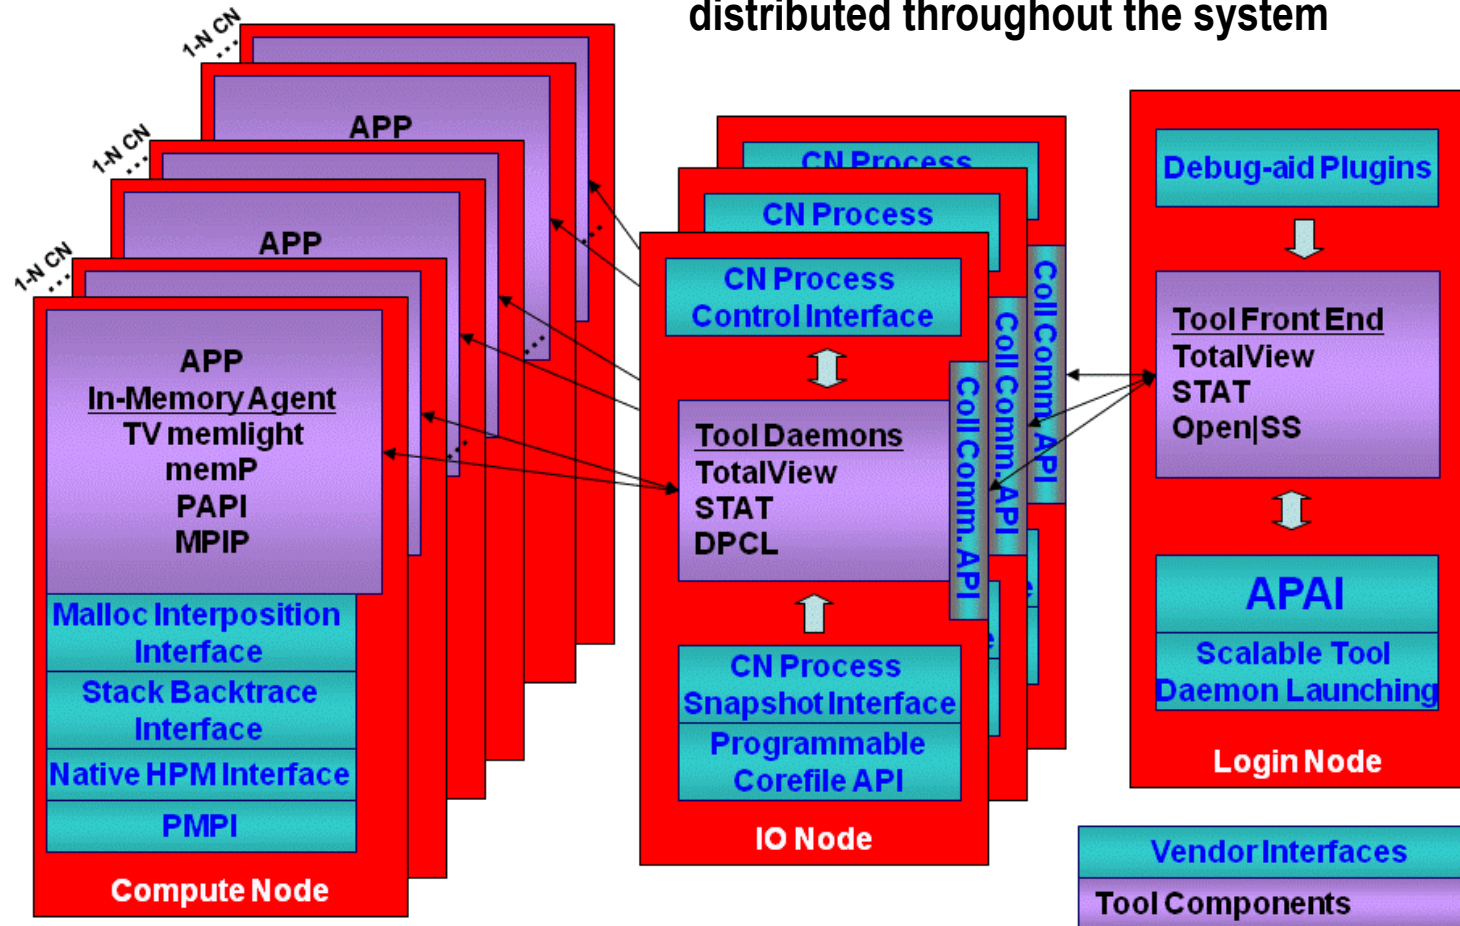 distributed throughout the system
1-N CN
...
APP
1-N CN
...
APP
1-N CN
...
APP
In-Memory Agent
TV memlight
memP
PAPI
MPIP
Malloc Interposition
Interface
Stack Backtrace
Interface
Native HPM Interface
PMPI
Compute Node
CN Process
CN Process
CN Process
Control Interface
Tool Daemons
TotalView
STAT
DPCL
Coll Comm. API
Coll Comm. API
Coll Comm. API
CN Process
Snapshot Interface
Programmable
Corefile API
IO Node
Debug-aid Plugins
Tool Front End
TotalView
STAT
Open|SS
APAI
Scalable Tool
Daemon Launching
Login Node
Vendor Interfaces
Tool Components